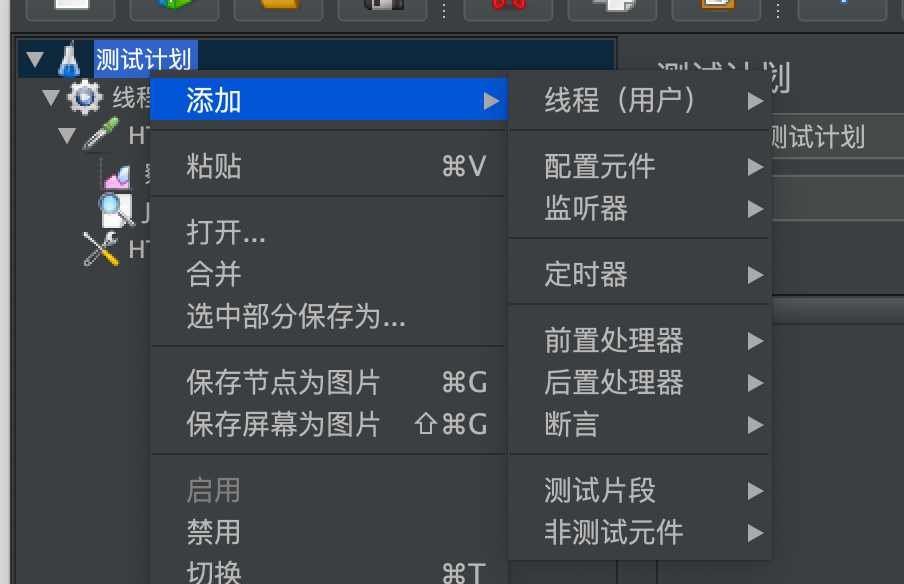 测试计划
添加
粘贴 ⌘V
打开...
合并
选中部分保存为...
保存节点为图片 ⌘G
保存屏幕为图片 ⇧⌘G
启用
禁用
切换 ⌘T
线程（用户）
配置元件
监听器
定时器
前置处理器
后置处理器
断言
测试片段
非测试元件
线程
HT
J
HT
测试计划
测试计划